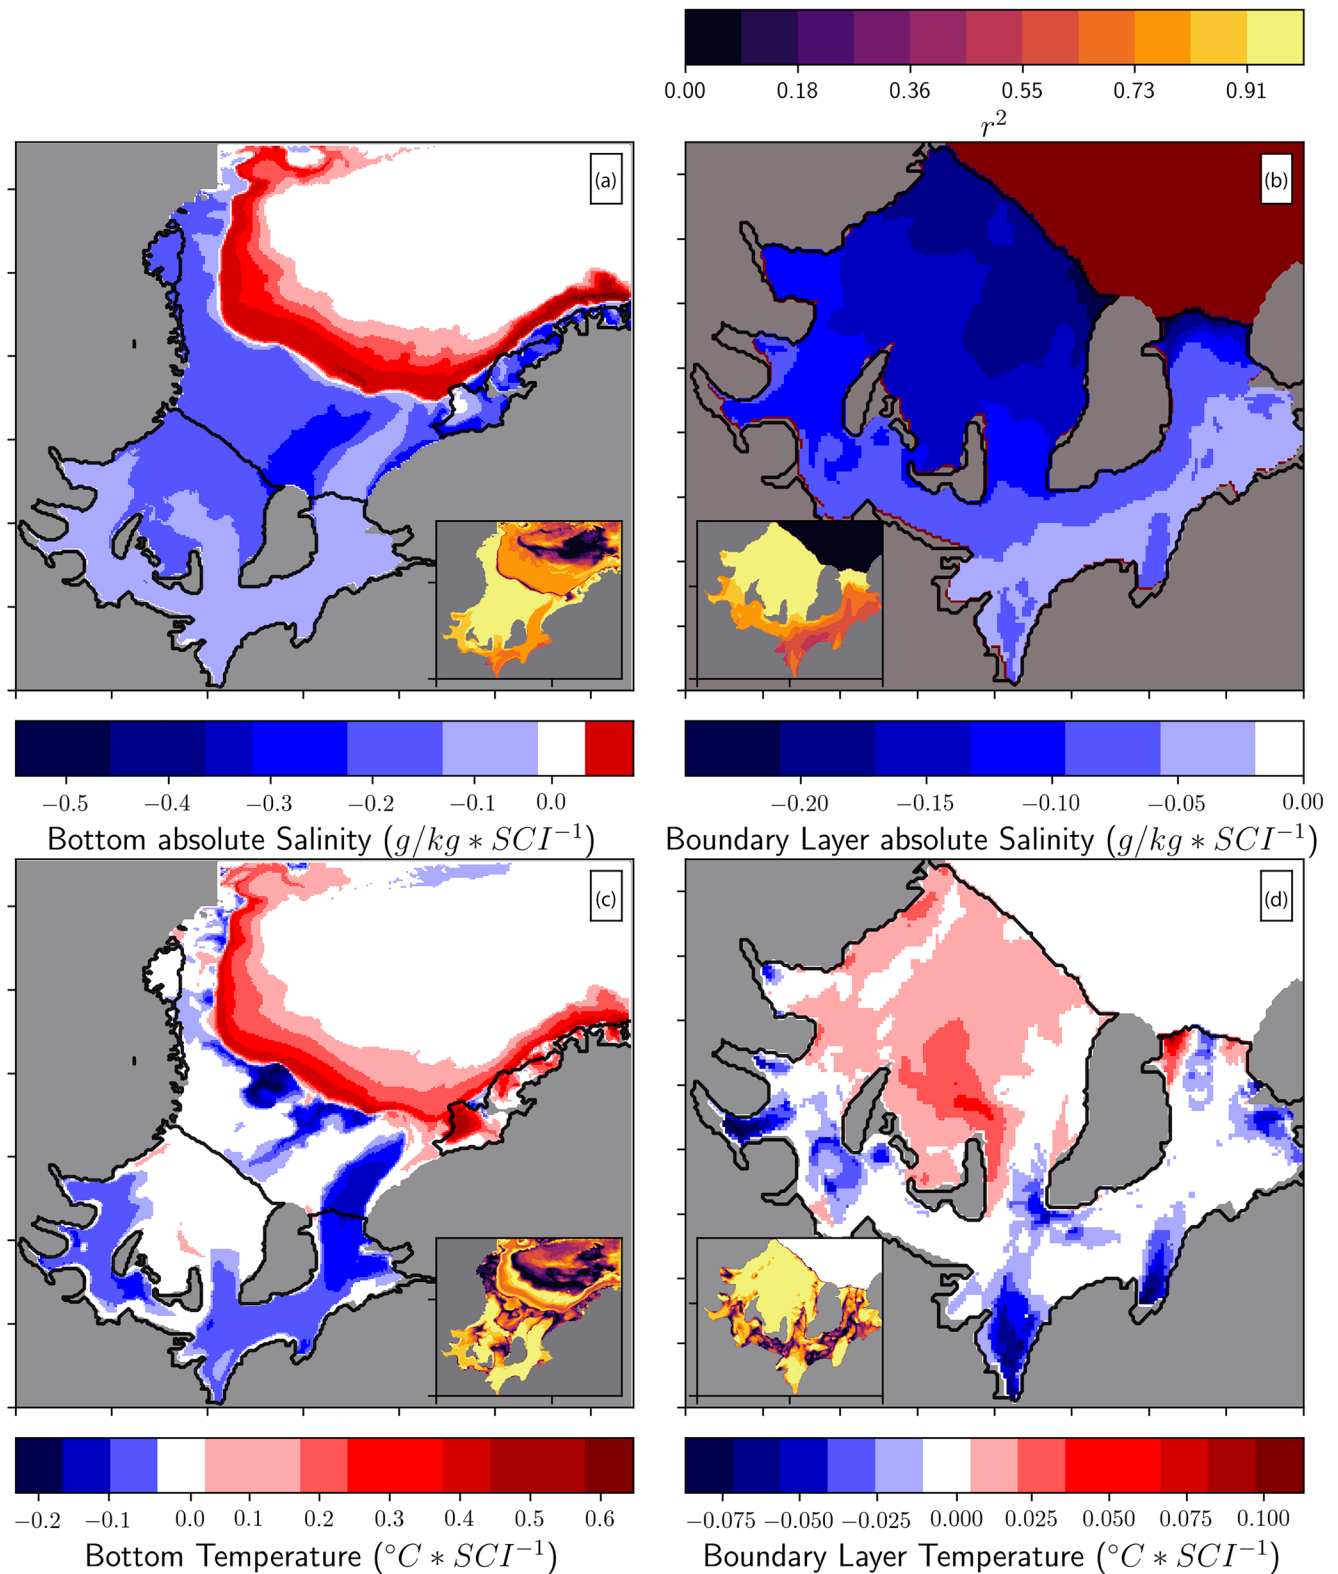 0.00 0.18 0.36 0.55 0.73 0.91
r²
(a)
(b)
−0.5 −0.4 −0.3 −0.2 −0.1 0.0
Bottom absolute Salinity (g/kg ∗ SCI⁻¹)
−0.20 −0.15 −0.10 −0.05 0.00
Boundary Layer absolute Salinity (g/kg ∗ SCI⁻¹)
(c)
(d)
−0.2 −0.1 0.0 0.1 0.2 0.3 0.4 0.5 0.6
Bottom Temperature (°C ∗ SCI⁻¹)
−0.075 −0.050 −0.025 0.000 0.025 0.050 0.075 0.100
Boundary Layer Temperature (°C ∗ SCI⁻¹)